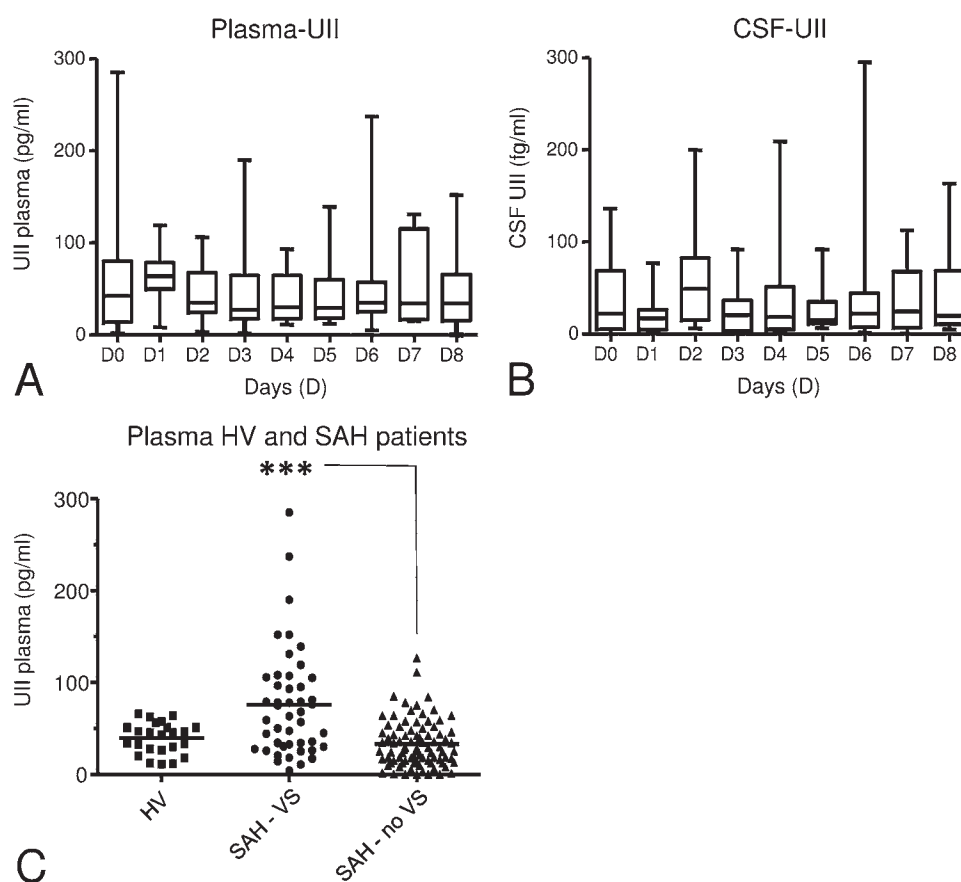 Plasma-UII
UII plasma (pg/ml)
300
200
100
0
D0 D1 D2 D3 D4 D5 D6 D7 D8
Days (D)
A
CSF-UII
CSF UII (fg/ml)
300
200
100
0
D0 D1 D2 D3 D4 D5 D6 D7 D8
Days (D)
B
Plasma HV and SAH patients
***
UII plasma (pg/ml)
300
200
100
0
HV
SAH - VS
SAH - no VS
C